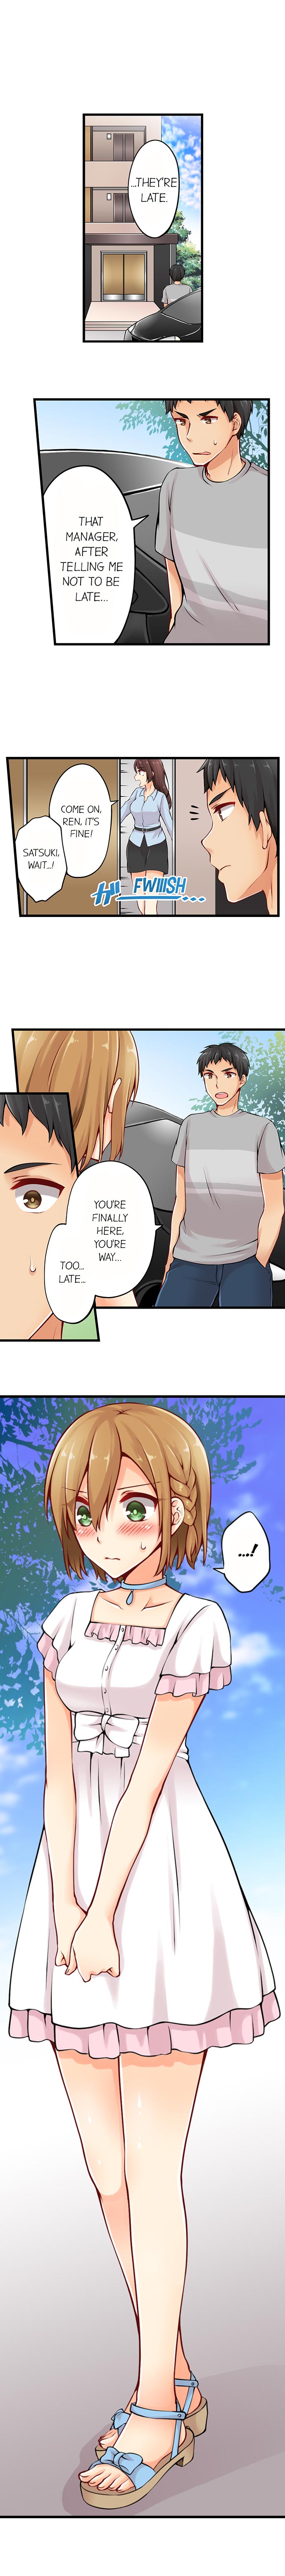 ...THEY'RE
LATE.
THAT
MANAGER,
AFTER
TELLING ME
NOT TO BE
LATE...
COME ON,
REN, IT'S
FINE!
SATSUKI,
WAIT...!
FWIIISH
YOU'RE
FINALLY
HERE,
YOU'RE
WAY...
TOO...
LATE...
...!